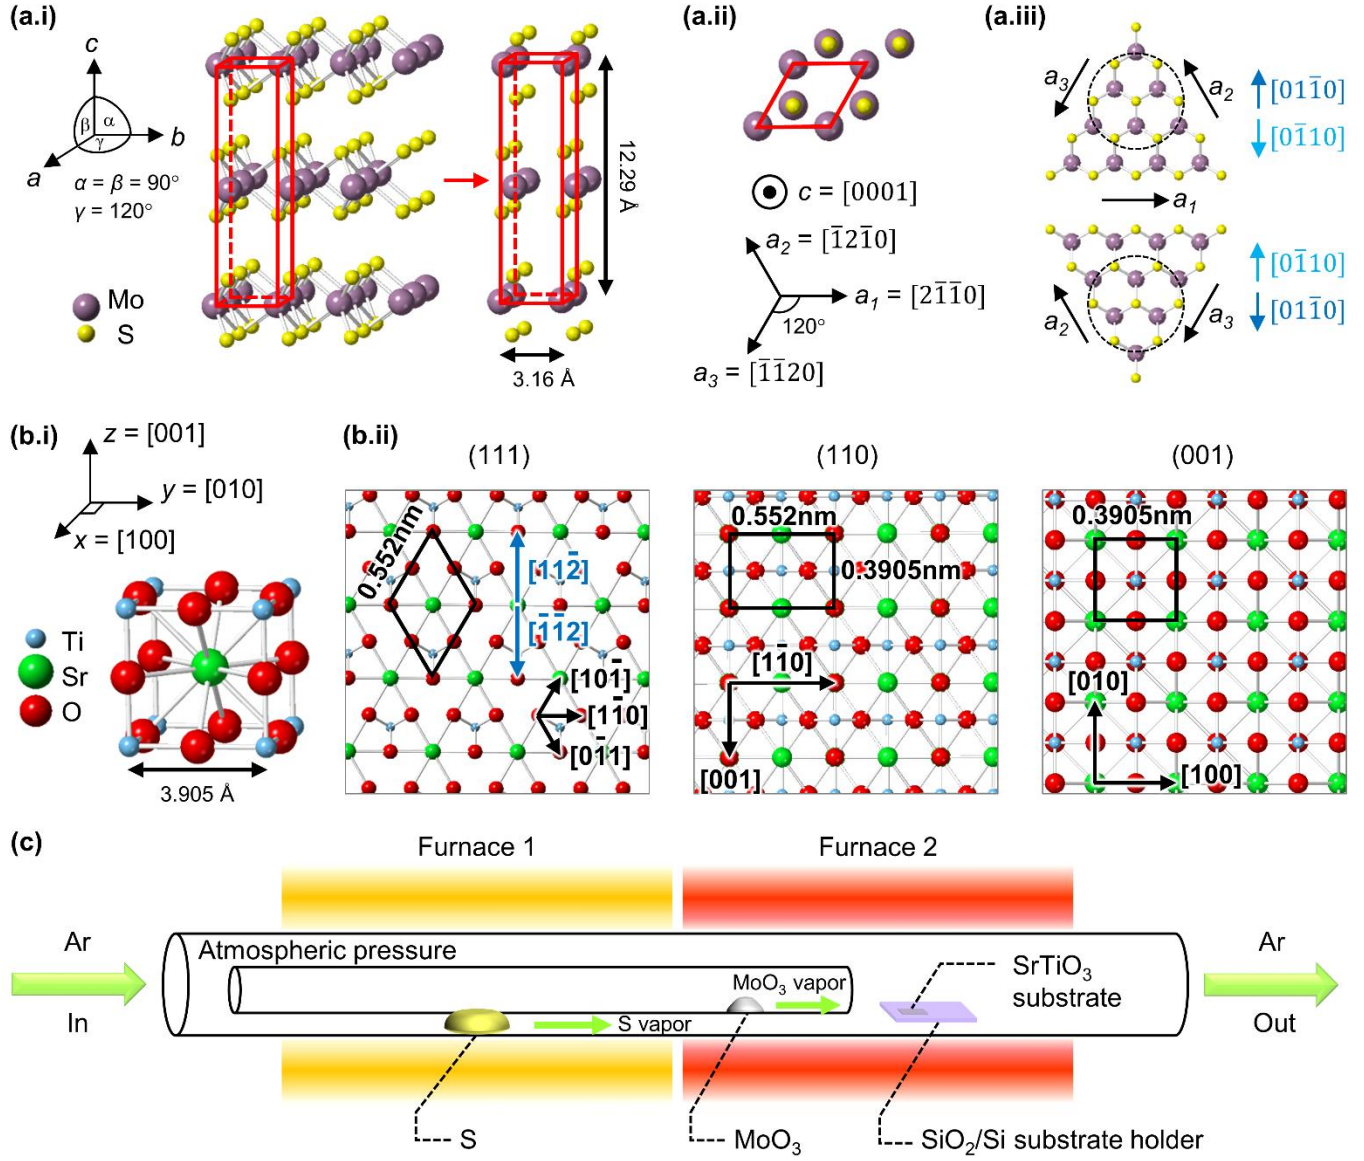 (a.i)
c
β α
γ
b
a
α = β = 90°
γ = 120°
Mo
S
12.29 Å
3.16 Å
(a.ii)
c = [0001]
a₂ = [1̅21̅0]
a₁ = [21̅1̅0]
120°
a₃ = [1̅1̅20]
(a.iii)
a₃
a₂
[011̅0]
[01̅10]
a₁
[01̅10]
[011̅0]
a₂
a₃
(b.i)
z = [001]
y = [010]
x = [100]
Ti
Sr
O
3.905 Å
(b.ii)
(111)
0.552nm
[112̅]
[1̅1̅2]
[101̅]
[11̅0]
[01̅1]
(110)
0.552nm
0.3905nm
[11̅0]
[001]
(001)
0.3905nm
[010]
[100]
(c)
Furnace 1
Furnace 2
Ar
In
Atmospheric pressure
MoO₃ vapor
S vapor
SrTiO₃
substrate
Ar
Out
S
MoO₃
SiO₂/Si substrate holder